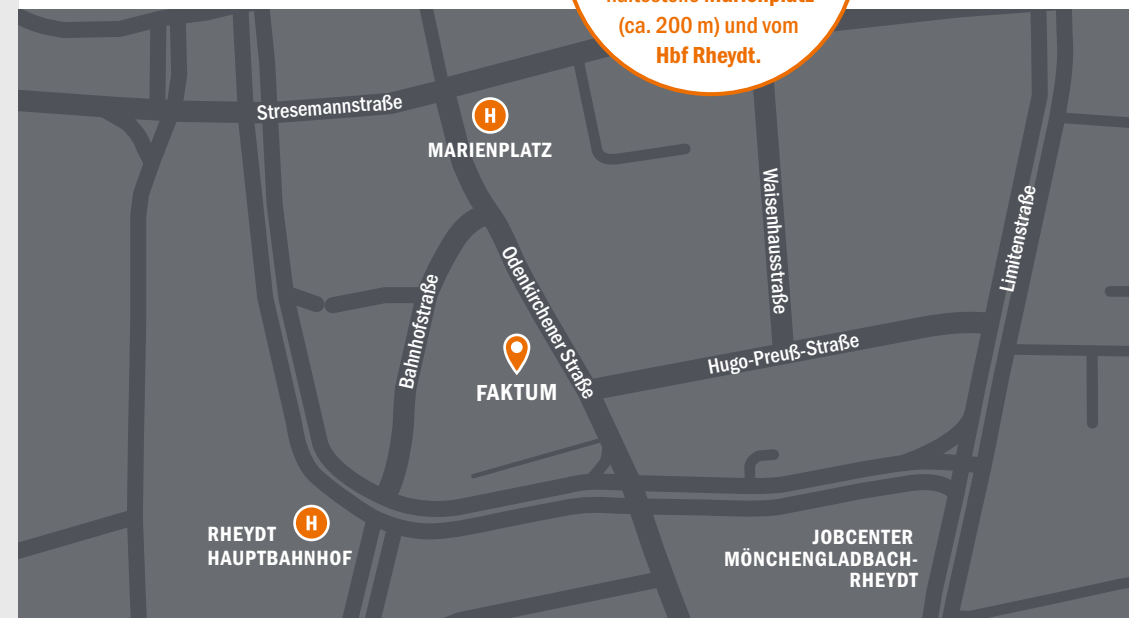 Marienplatz
(ca. 200 m) und vom
Hbf Rheydt.
Stresemannstraße
H
MARIENPLATZ
Waisenhausstraße
Limitenstraße
Odenkirchener Straße
Bahnhofstraße
Hugo-Preuß-Straße
FAKTUM
H
RHEYDT
HAUPTBAHNHOF
JOBCENTER
MÖNCHENGLADBACH-
RHEYDT